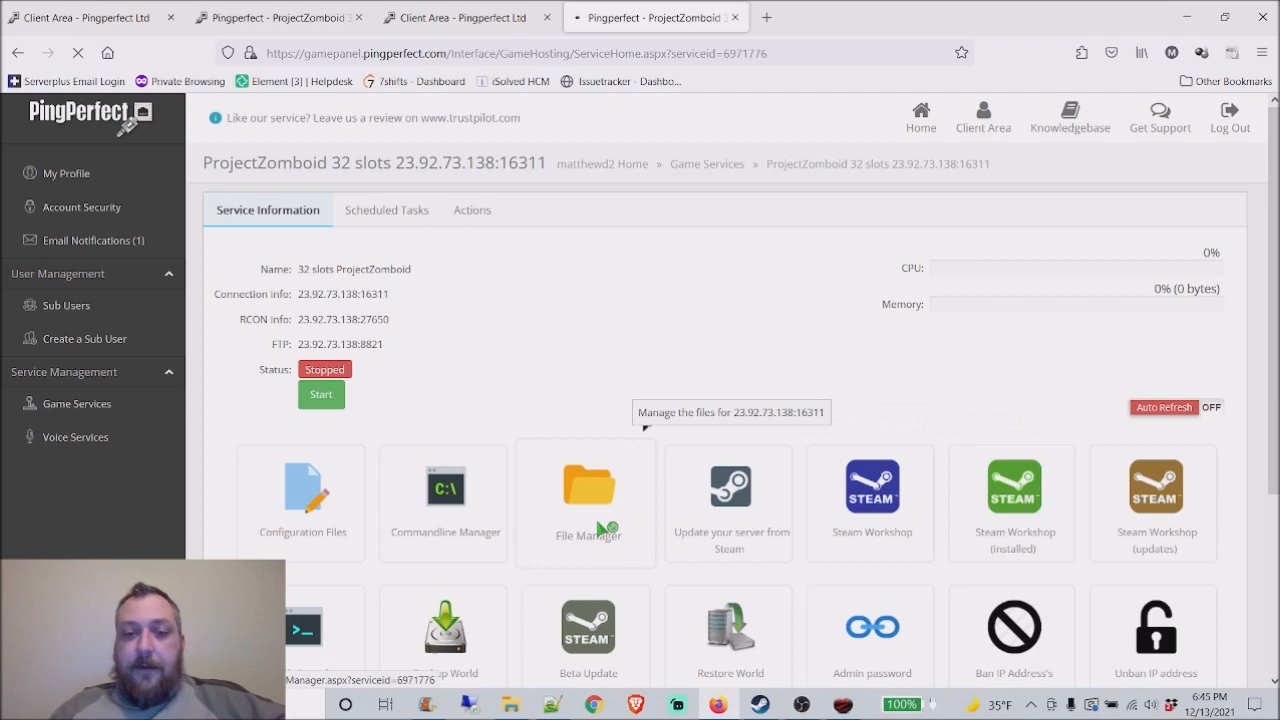 Client Area - Pingperfect Ltd
Pingperfect - ProjectZomboid 3
Client Area - Pingperfect Ltd
Pingperfect - ProjectZomboid 3
https://gamepanel.pingperfect.com/Interface/GameHosting/ServiceHome.aspx?serviceid=6971776
Serverplus Email Login
Private Browsing
Element [3] | Helpdesk
7shifts - Dashboard
iSolved HCM
Issuetracker - Dashbo...
Other Bookmarks
PingPerfect
Like our service? Leave us a review on www.trustpilot.com
Home
Client Area
Knowledgebase
Get Support
Log Out
ProjectZomboid 32 slots 23.92.73.138:16311
matthewd2 Home » Game Services » ProjectZomboid 32 slots 23.92.73.138:16311
My Profile
Account Security
Email Notifications (1)
User Management
Sub Users
Create a Sub User
Service Management
Game Services
Voice Services
Service Information
Scheduled Tasks
Actions
Name: 32 slots ProjectZomboid
Connection Info: 23.92.73.138:16311
RCON Info: 23.92.73.138:27650
FTP: 23.92.73.138:8821
Status: Stopped
Start
0%
CPU:
0% (0 bytes)
Memory:
Manage the files for 23.92.73.138:16311
Auto Refresh OFF
C:\
STEAM
STEAM
STEAM
Configuration Files
Commandline Manager
File Manager
Update your server from
Steam
Steam Workshop
Steam Workshop
(installed)
Steam Workshop
(updates)
>_
STEAM
Beta Update
Restore World
Admin password
Ban IP Address's
Unban IP address
Manager.aspx?serviceid=6971776
100%
35°F
6:45 PM
12/13/2021